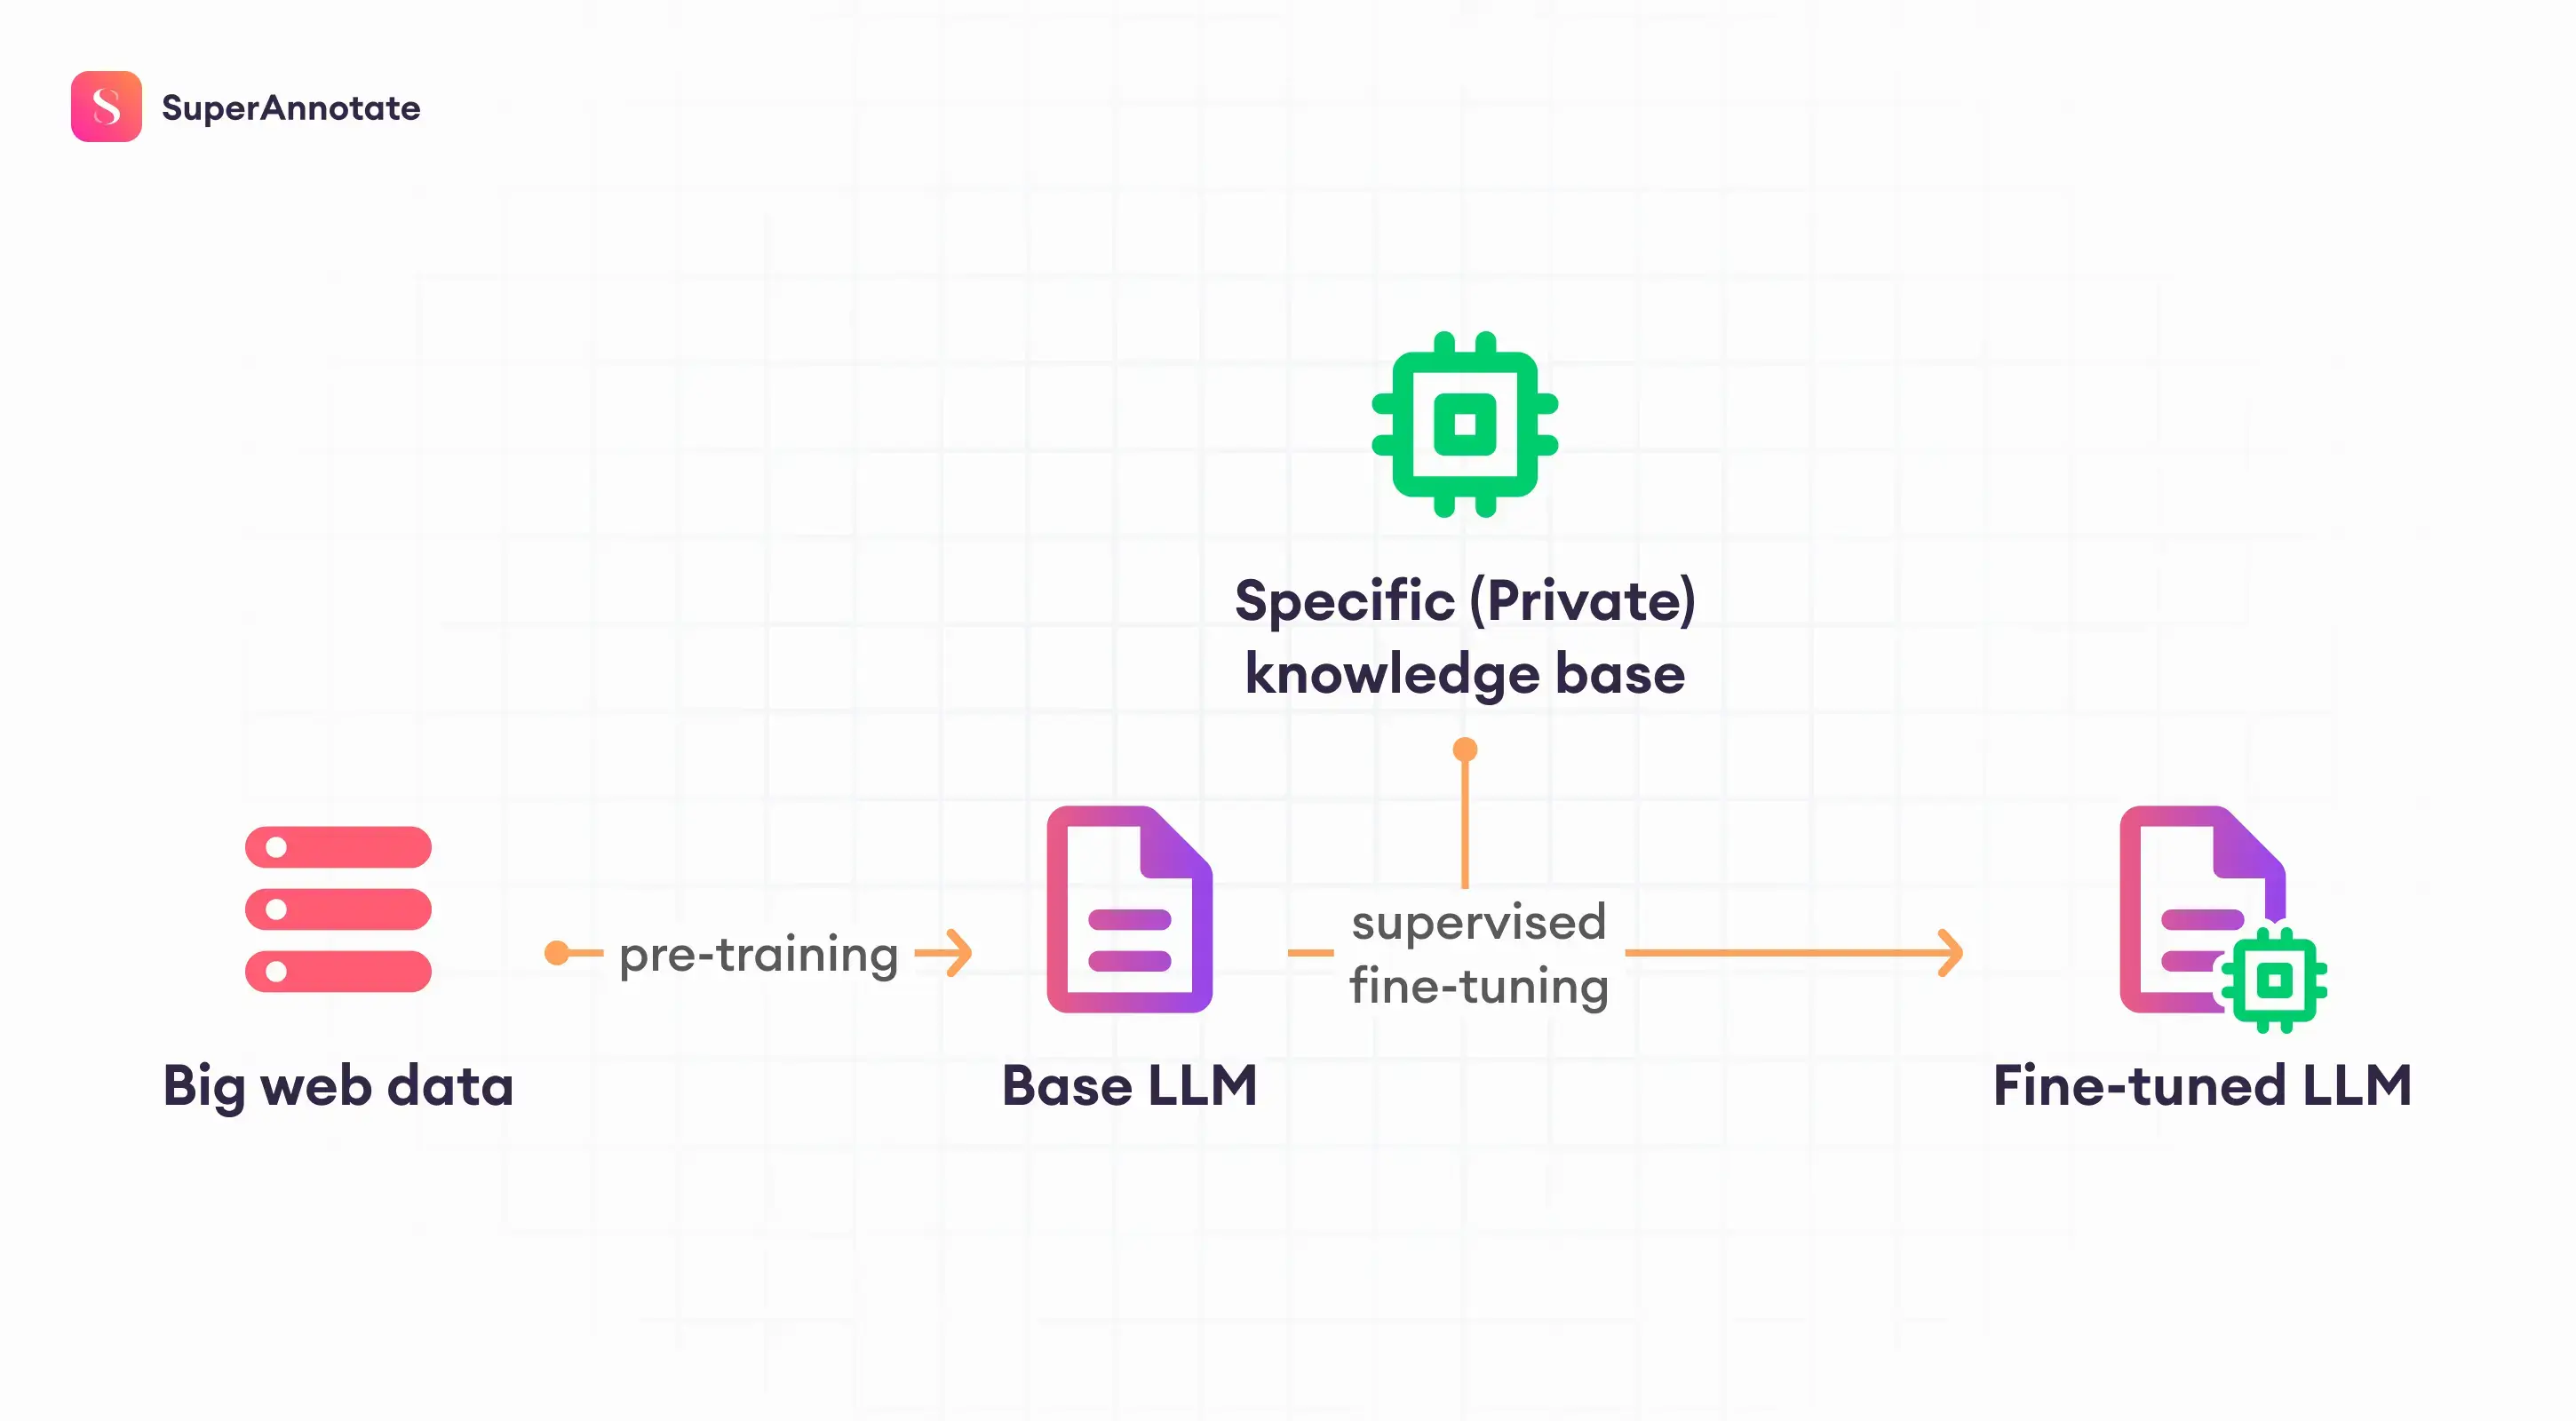 SuperAnnotate
Specific (Private)
knowledge base
pre-training
supervised
fine-tuning
Big web data
Base LLM
Fine-tuned LLM